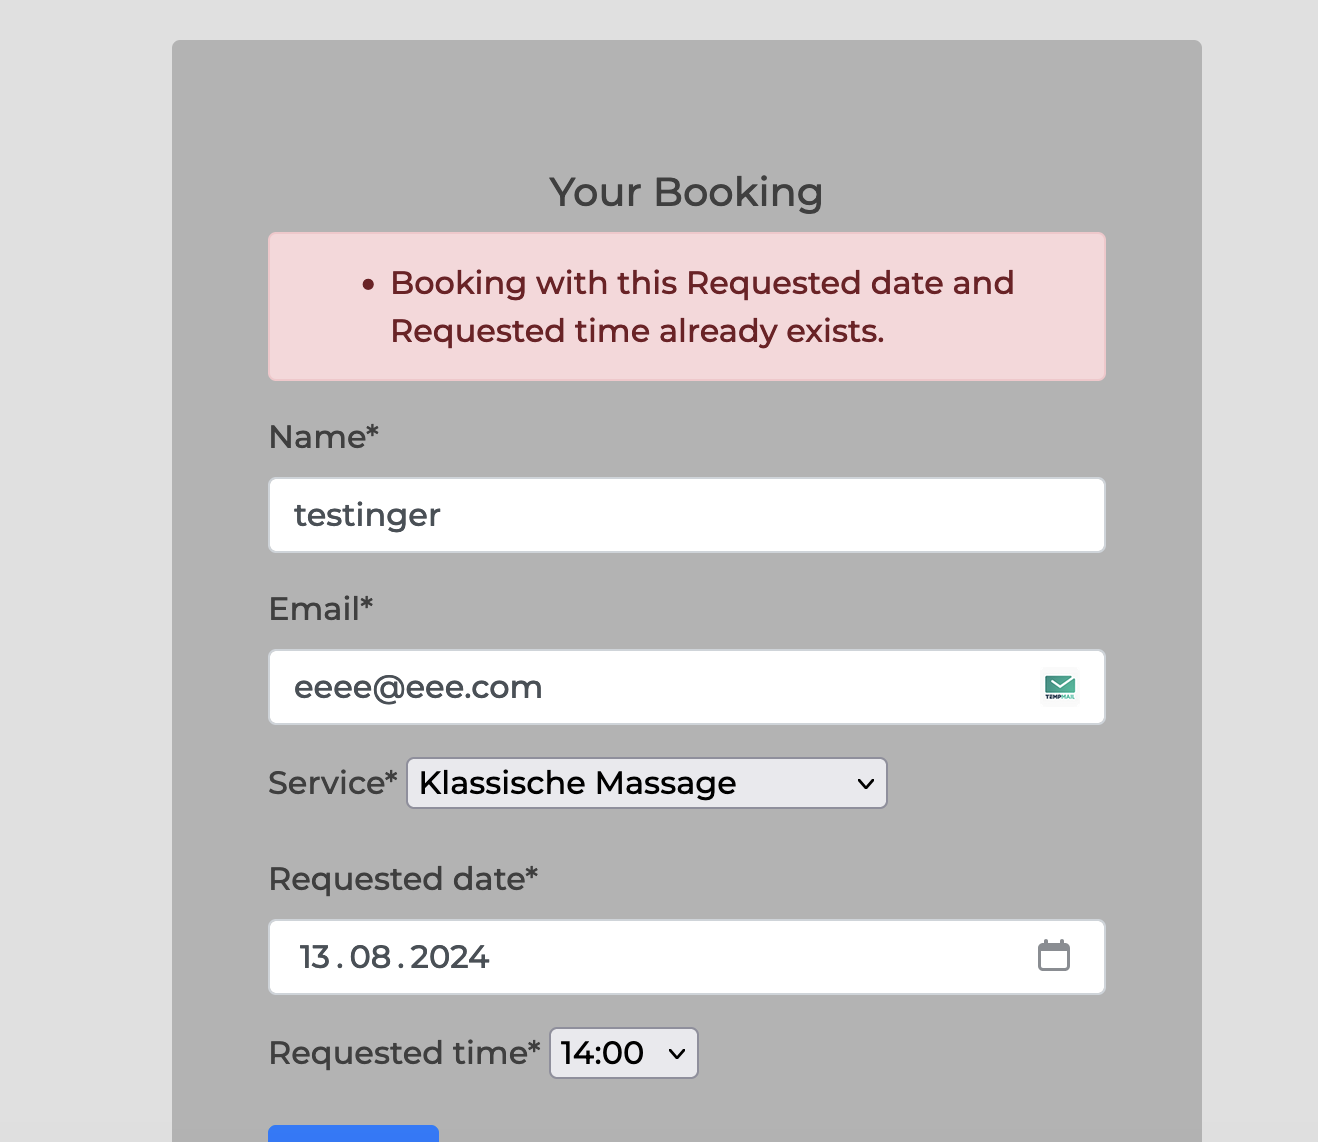 Your Booking
• Booking with this Requested date and
Requested time already exists.
Name*
testinger
Email*
eeee@eee.com
TEMPMAIL
Service* Klassische Massage
Requested date*
13.08.2024
Requested time* 14:00